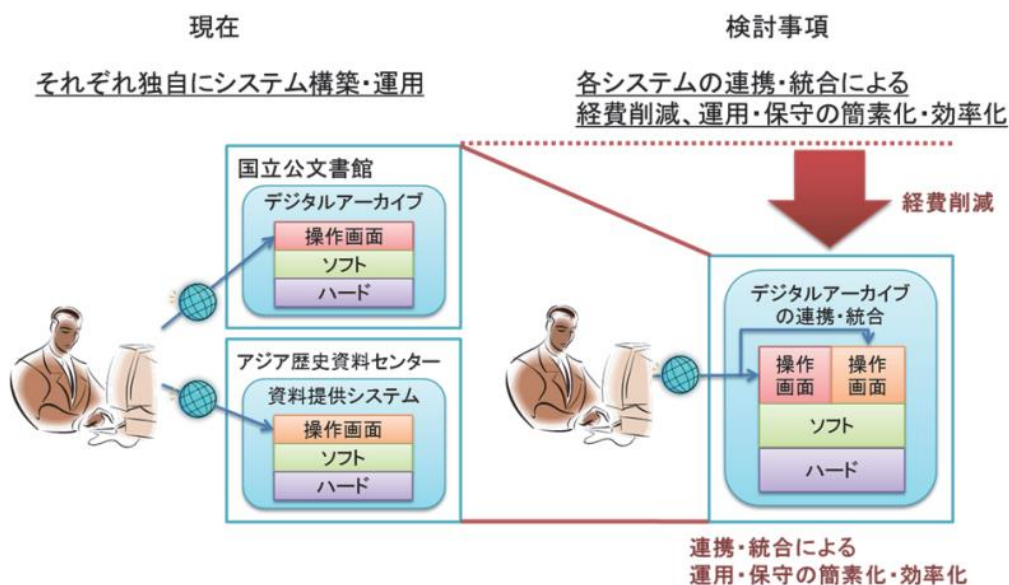 現在
それぞれ独自にシステム構築・運用
国立公文書館
デジタルアーカイブ
操作画面
ソフト
ハード
アジア歴史資料センター
資料提供システム
操作画面
ソフト
ハード
検討事項
各システムの連携・統合による
経費削減、運用・保守の簡素化・効率化
経費削減
デジタルアーカイブ
の連携・統合
操作
画面
操作
画面
ソフト
ハード
連携・統合による
運用・保守の簡素化・効率化